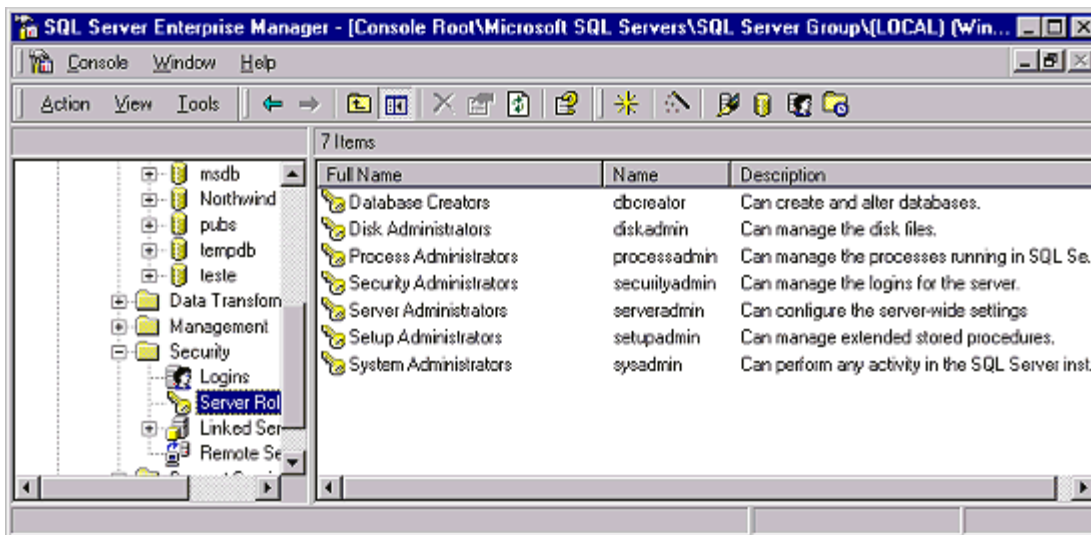 SQL Server Enterprise Manager - [Console Root\Microsoft SQL Servers\SQL Server Group\(LOCAL) (Win...
Console Window Help
Action View Tools
7 Items
Full Name Name Description
msdb
Northwind
pubs
tempdb
teste
Data Transforn
Management
Security
Logins
Server Rol
Linked Ser
Remote Se
Database Creators dbcreator Can create and alter databases.
Disk Administrators diskadmin Can manage the disk files.
Process Administrators processadmin Can manage the processes running in SQL Se.
Security Administrators securityadmin Can manage the logins for the server.
Server Administrators serveradmin Can configure the server-wide settings
Setup Administrators setupadmin Can manage extended stored procedures.
System Administrators sysadmin Can perform any activity in the SQL Server inst.